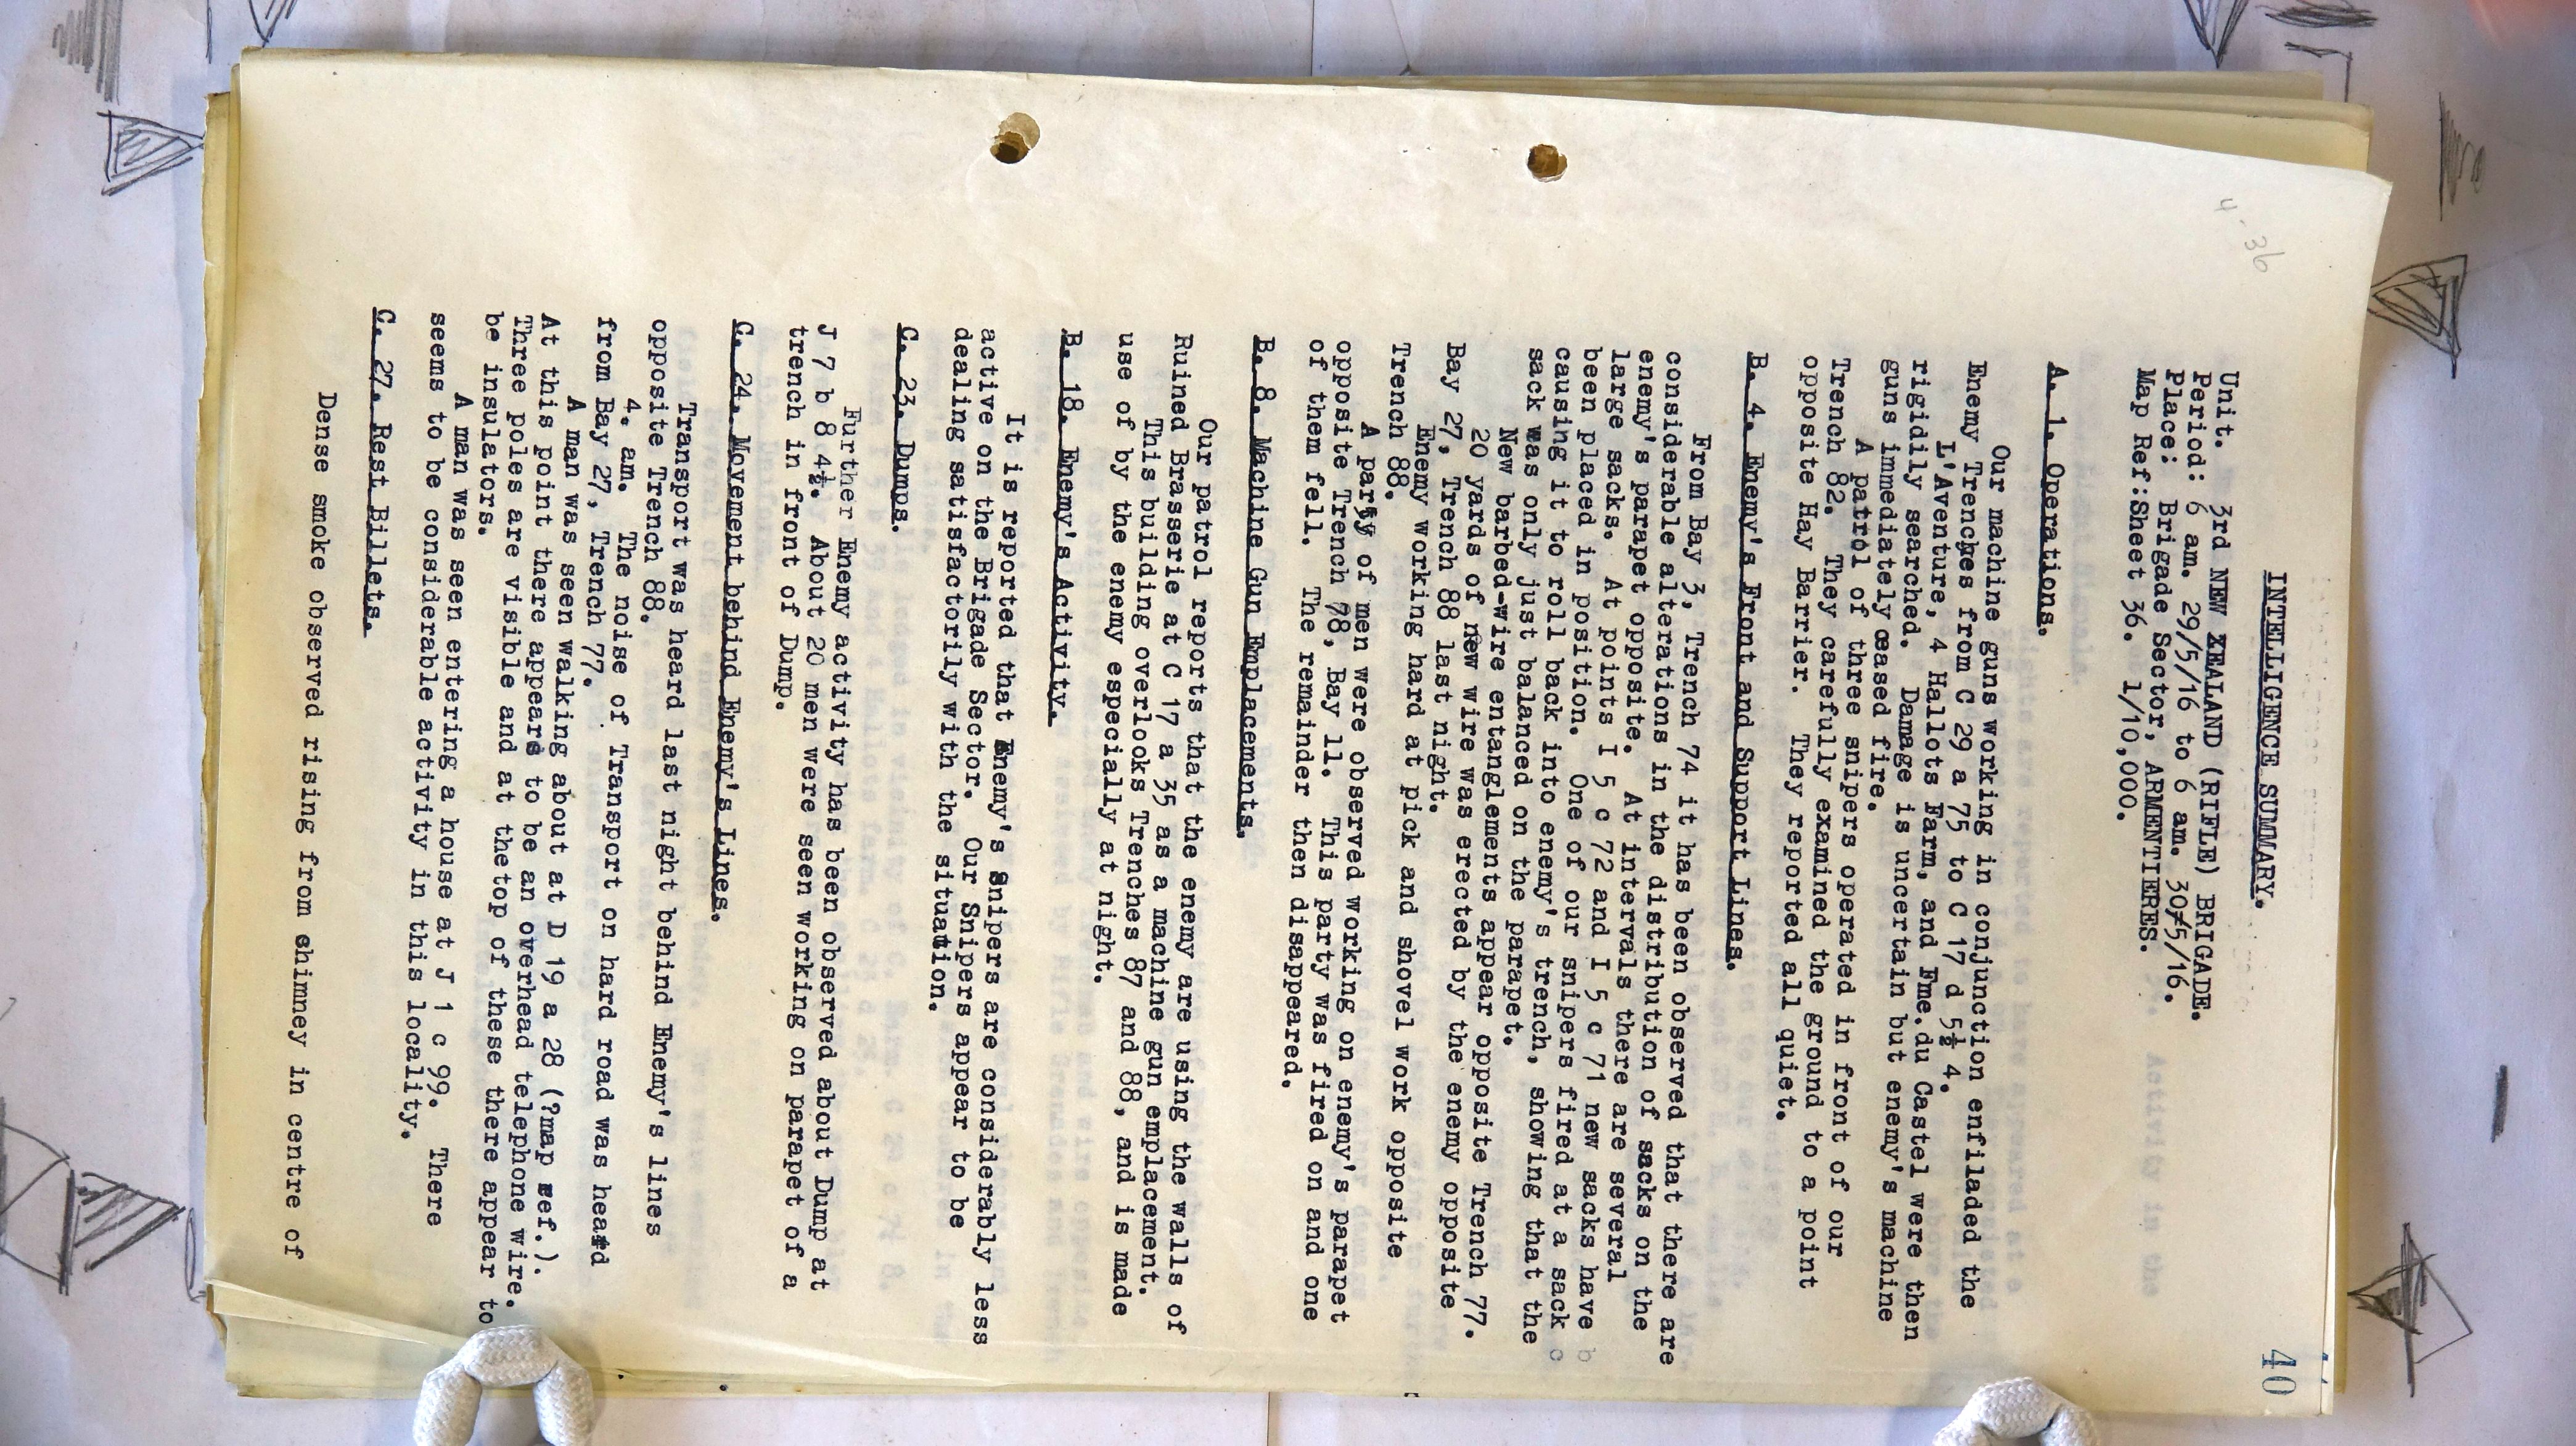 4-36
40
INTELLIGENCE SUMMARY.
Unit. 3rd NEW ZEALAND (RIFLE) BRIGADE.
Period: 6 am. 29/5/16 to 6 am. 30/5/16.
Place: Brigade Sector, ARMENTIERES.
Map Ref:Sheet 36. 1/10,000.
A. 1. Operations.
Our machine guns working in conjunction enfiladed the
Enemy Trenches from C 29 a 75 to C 17 d 5½ 4.
L'Aventure, 4 Hallots Farm, and Fme.du Castel were then
rigidily searched. Damage is uncertain but enemy's machine
guns immediately ceased fire.
A patrol of three snipers operated in front of our
Trench 82. They carefully examined the ground to a point
opposite Hay Barrier. They reported all quiet.
B. 4. Enemy's Front and Support Lines.
From Bay 3, Trench 74 it has been observed that there are
considerable alterations in the distribution of sacks on the
enemy's parapet opposite. At intervals there are several
large sacks. At points I 5 c 72 and I 5 c 71 new sacks have b
been placed in position. One of our snipers fired at a sack c
causing it to roll back into enemy's trench, showing that the
sack was only just balanced on the parapet.
New barbed-wire entanglements appear opposite Trench 77.
20 yards of new wire was erected by the enemy opposite
Bay 27, Trench 88 last night.
Enemy working hard at pick and shovel work opposite
Trench 88.
A party of men were observed working on enemy's parapet
opposite Trench 78, Bay 11. This party was fired on and one
of them fell. The remainder then disappeared.
B. 8. Machine Gun Emplacements.
Our patrol reports that the enemy are using the walls of
Ruined Brasserie at C 17 a 35 as a machine gun emplacement.
This building overlooks Trenches 87 and 88, and is made
use of by the enemy especially at night.
B. 18. Enemy's Activity.
It is reported that Enemy's Snipers are considerably less
active on the Brigade Sector. Our Snipers appear to be
dealing satisfactorily with the situation.
C. 23. Dumps.
Further Enemy activity has been observed about Dump at
J 7 b 8 4½. About 20 men were seen working on parapet of a
trench in front of Dump.
C. 24. Movement behind Enemy's Lines.
Transport was heard last night behind Enemy's lines
opposite Trench 88.
4. am. The noise of Transport on hard road was heard
from Bay 27, Trench 77.
A man was seen walking about at D 19 a 28 (?map ref.).
At this point there appears to be an overhead telephone wire.
Three poles are visible and at thetop of these there appear to
be insulators.
A man was seen entering a house at J 1 c 99. There
seems to be considerable activity in this locality.
C. 27. Rest Billets.
Dense smoke observed rising from chimney in centre of